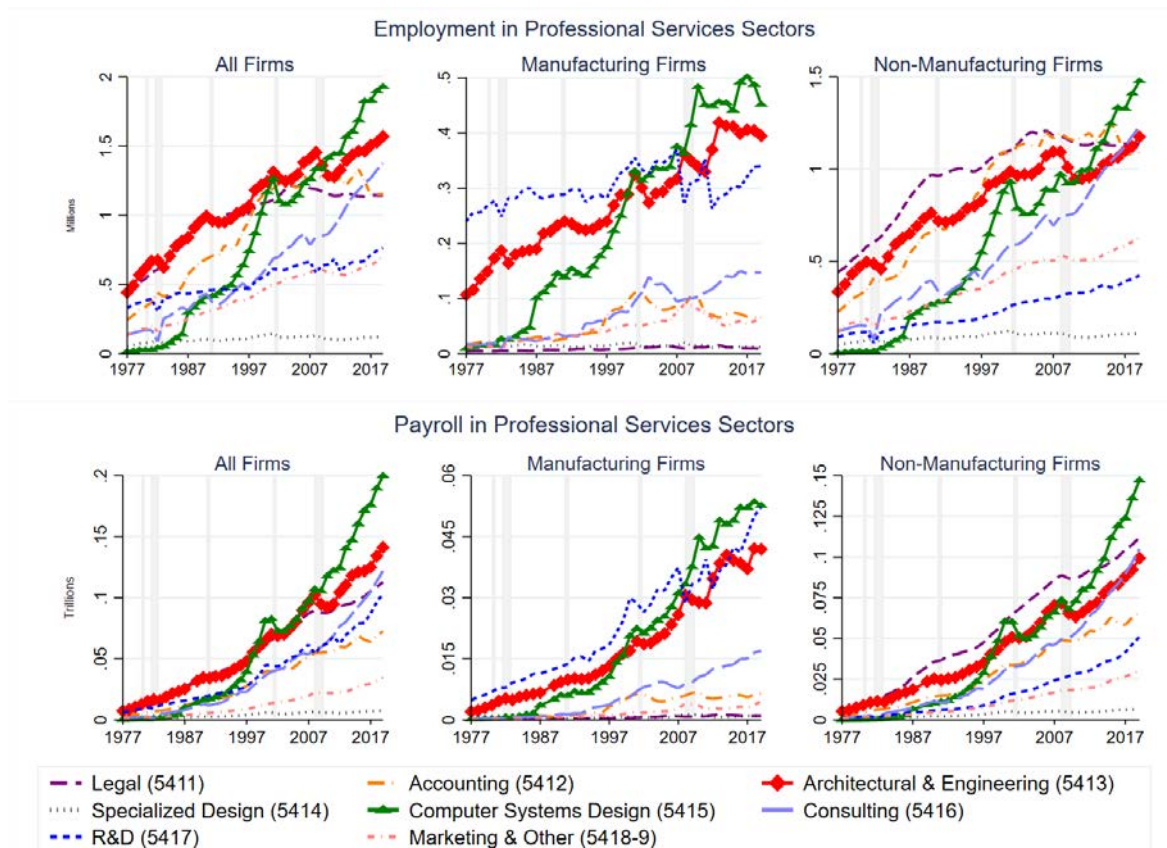 Employment in Professional Services Sectors
All Firms
Manufacturing Firms
Non-Manufacturing Firms
Millions
2
1.5
1
.5
0
1977 1987 1997 2007 2017
.5
.4
.3
.2
.1
0
1977 1987 1997 2007 2017
1.5
1
.5
0
1977 1987 1997 2007 2017
Payroll in Professional Services Sectors
All Firms
Manufacturing Firms
Non-Manufacturing Firms
Trillions
.2
.15
.1
.05
0
1977 1987 1997 2007 2017
.06
.045
.03
.015
0
1977 1987 1997 2007 2017
.15
.125
.1
.075
.05
.025
0
1977 1987 1997 2007 2017
Legal (5411) Accounting (5412) Architectural & Engineering (5413)
Specialized Design (5414) Computer Systems Design (5415) Consulting (5416)
R&D (5417) Marketing & Other (5418-9)